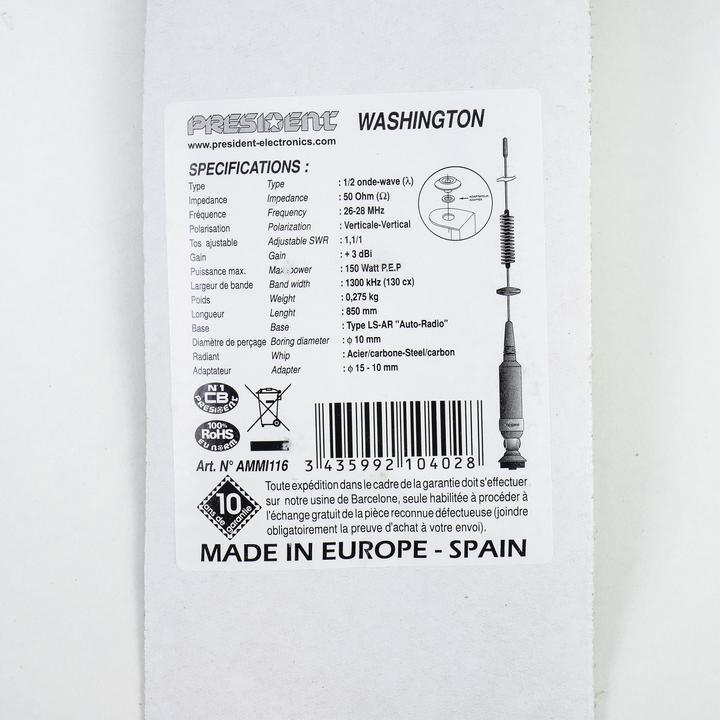 PRESIDENT WASHINGTON
www.president-electronics.com
SPECIFICATIONS :
Type Type : 1/2 onde-wave (λ)
Impedance Impedance : 50 Ohm (Ω)
Fréquence Frequency : 26-28 MHz
Polarisation Polarization : Verticale-Vertical
Tos ajustable Adjustable SWR : 1,1/1
Gain Gain : + 3 dBi
Puissance max. Max power : 150 Watt P.E.P
Largeur de bande Band width : 1300 kHz (130 cx)
Poids Weight : 0,275 kg
Longueur Lenght : 850 mm
Base Base : Type LS-AR "Auto-Radio"
Diamètre de perçage Boring diameter : ϕ 10 mm
Radiant Whip : Acier/carbone-Steel/carbon
Adaptateur Adapter : ϕ 15 - 10 mm
ADAPTATEUR
ADAPTER
N°1
CB
PRESIDENT
100%
RoHS
EU NORM
Art. N° AMMI116
3 435992 104028
10
ans de garantie
Toute expédition dans le cadre de la garantie doit s'effectuer
sur notre usine de Barcelone, seule habilitée à procéder à
l'échange gratuit de la pièce reconnue défectueuse (joindre
obligatoirement la preuve d'achat à votre envoi).
MADE IN EUROPE - SPAIN